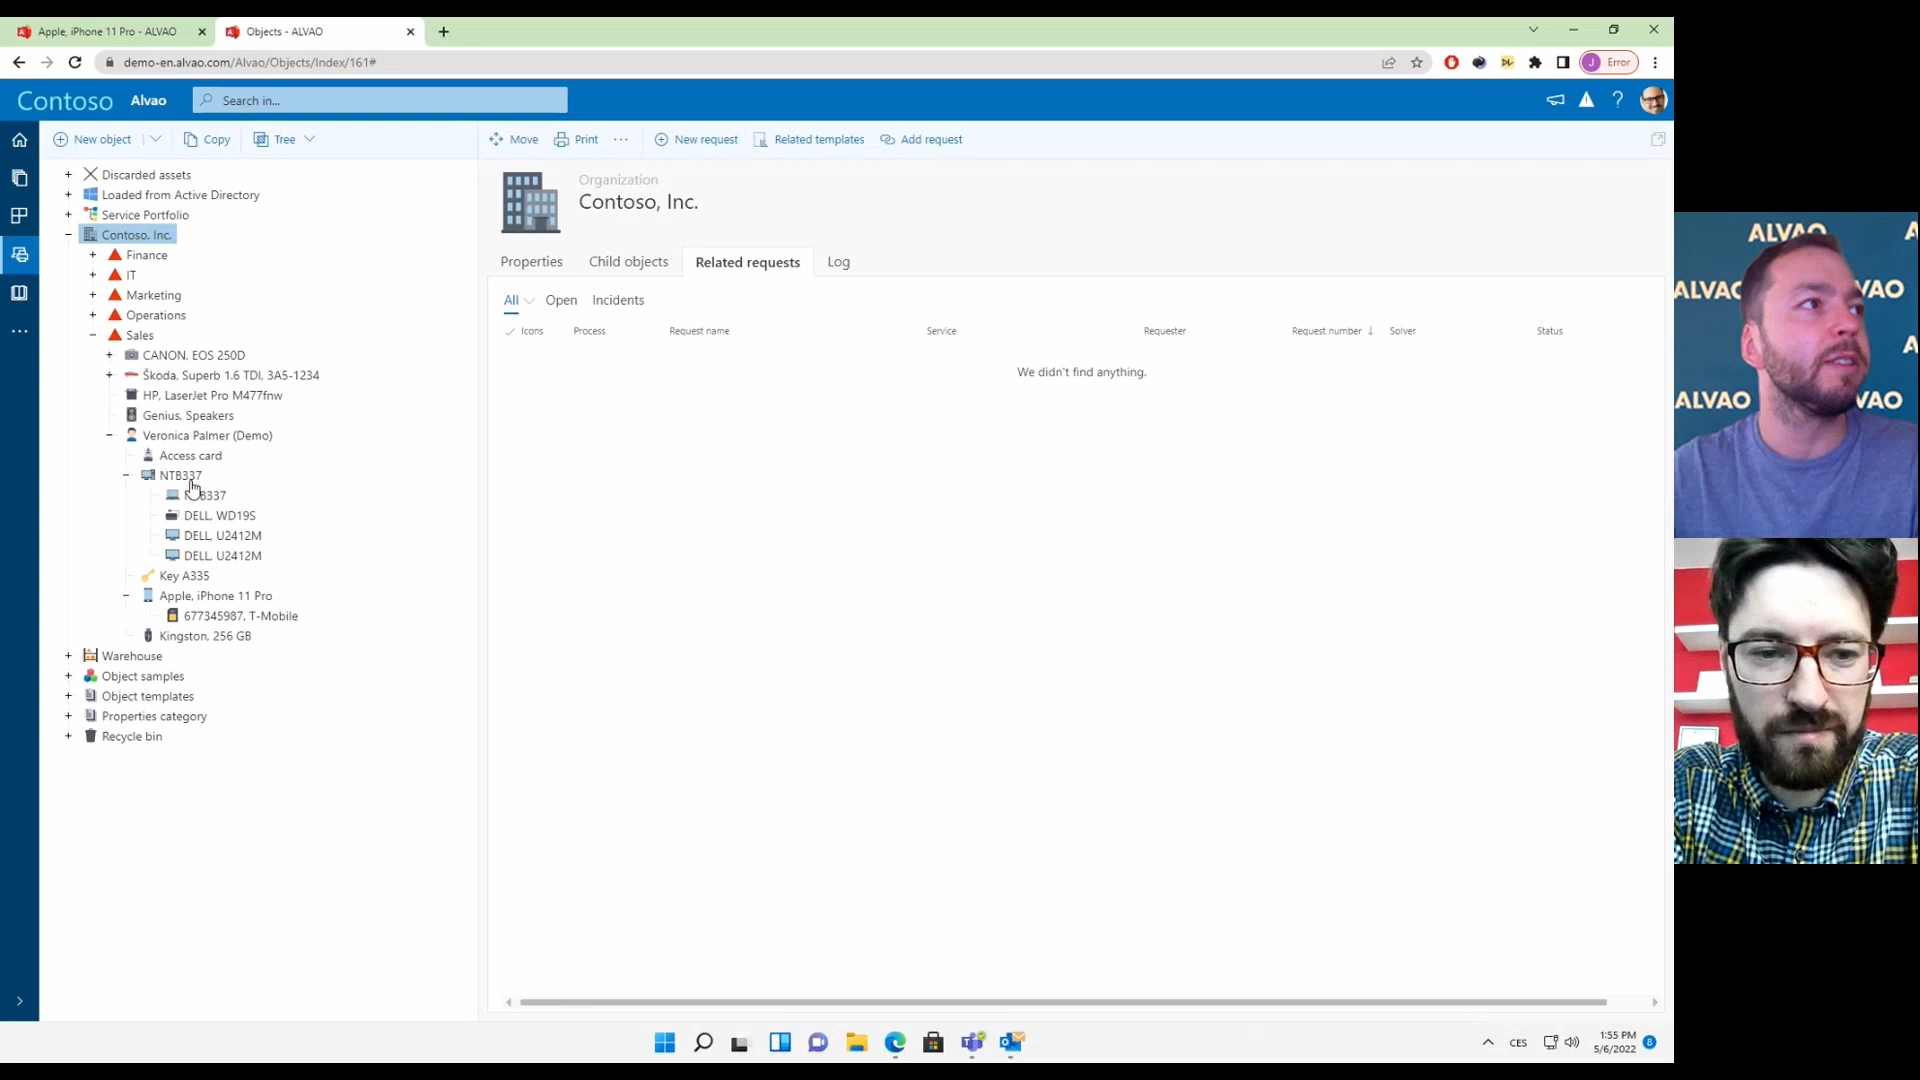 Apple, iPhone 11 Pro - ALVAO
Objects - ALVAO
demo-en.alvao.com/Alvao/Objects/Index/161#
J Error
Contoso Alvao Search in...
New object Copy Tree
Move Print ... New request Related templates Add request
Discarded assets
Loaded from Active Directory
Service Portfolio
Contoso, Inc.
Finance
IT
Marketing
Operations
Sales
CANON, EOS 250D
Škoda, Superb 1.6 TDI, 3A5-1234
HP, LaserJet Pro M477fnw
Genius, Speakers
Veronica Palmer (Demo)
Access card
NTB337
NTB337
DELL, WD19S
DELL, U2412M
DELL, U2412M
Key A335
Apple, iPhone 11 Pro
677345987, T-Mobile
Kingston, 256 GB
Warehouse
Object samples
Object templates
Properties category
Recycle bin
Organization
Contoso, Inc.
Properties Child objects Related requests Log
All Open Incidents
Icons Process Request name Service Requester Request number Solver Status
We didn't find anything.
ALVAO
ALVAO VAO
ALVAO VAO
CES
1:55 PM
5/6/2022
8